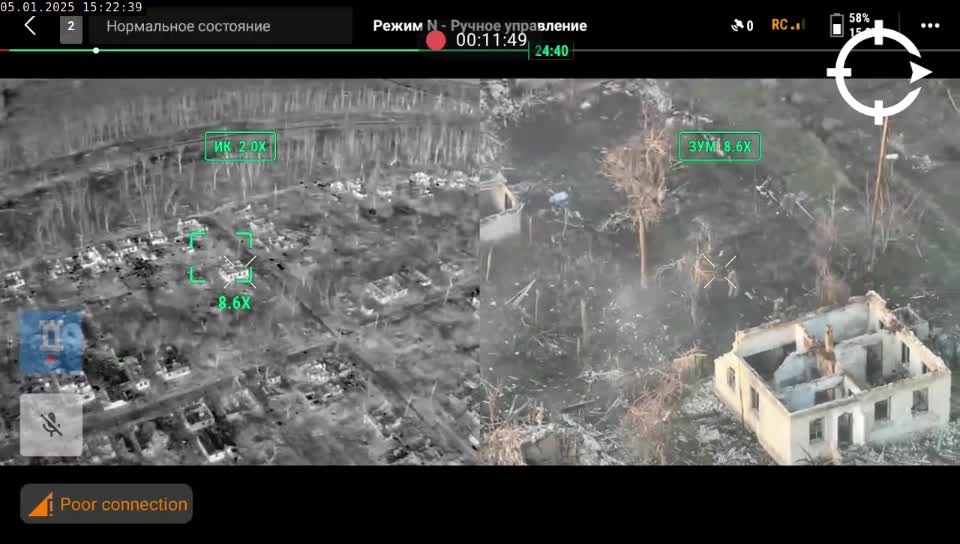 05.01.2025 15:22:39
2 Нормальное состояние
Режим N - Ручное управление
0
RC
58%
00:11:49
24:40
ИК 2.0X
ЗУМ 8.6X
8.6X
Poor connection